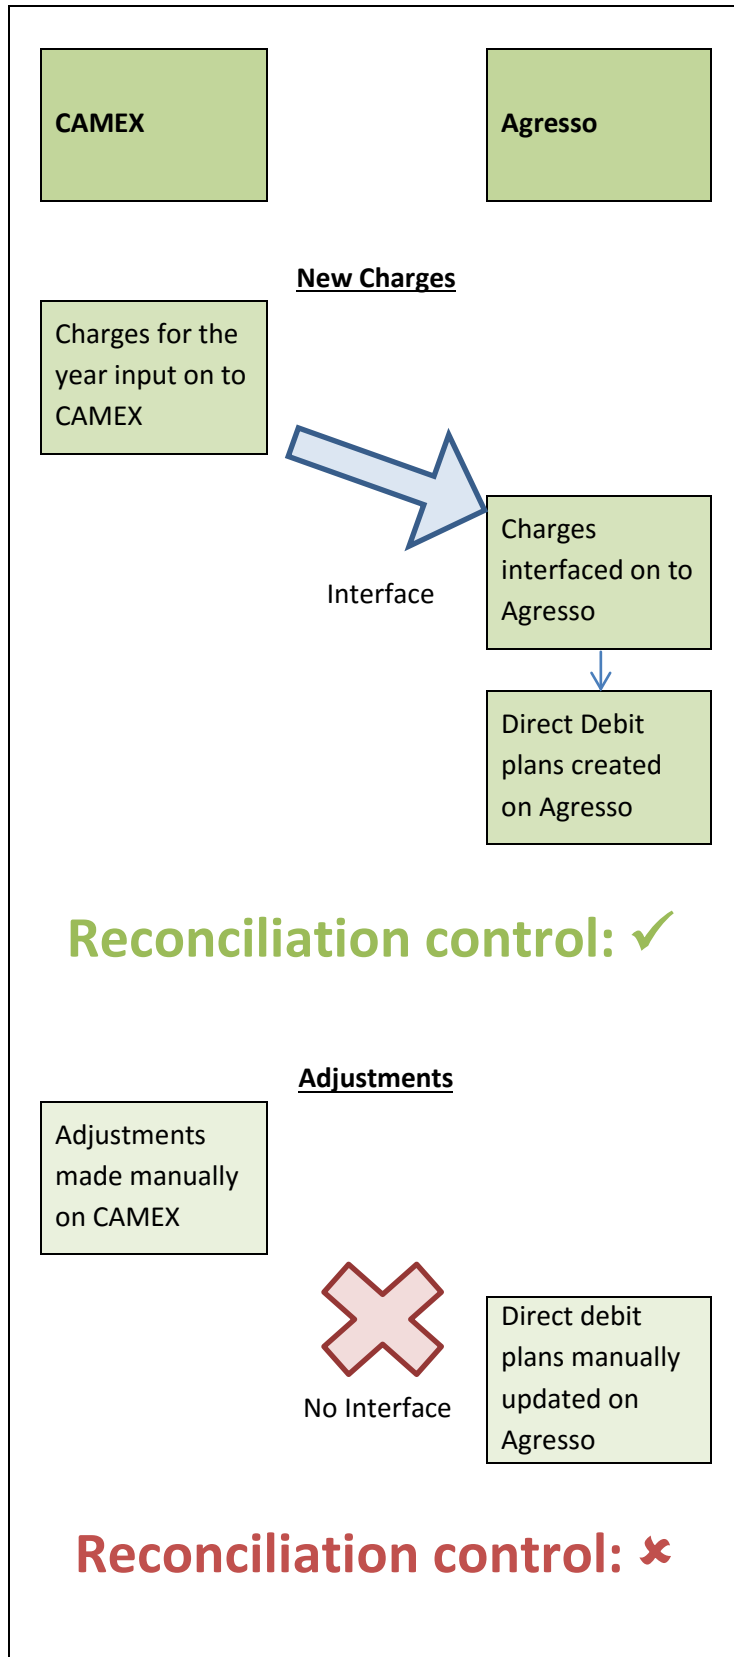 CAMEX
Agresso
New Charges
Charges for the
year input on to
CAMEX
Interface
Charges
interfaced on to
Agresso
Direct Debit
plans created
on Agresso
Reconciliation control: ✓
Adjustments
Adjustments
made manually
on CAMEX
No Interface
Direct debit
plans manually
updated on
Agresso
Reconciliation control: ✘